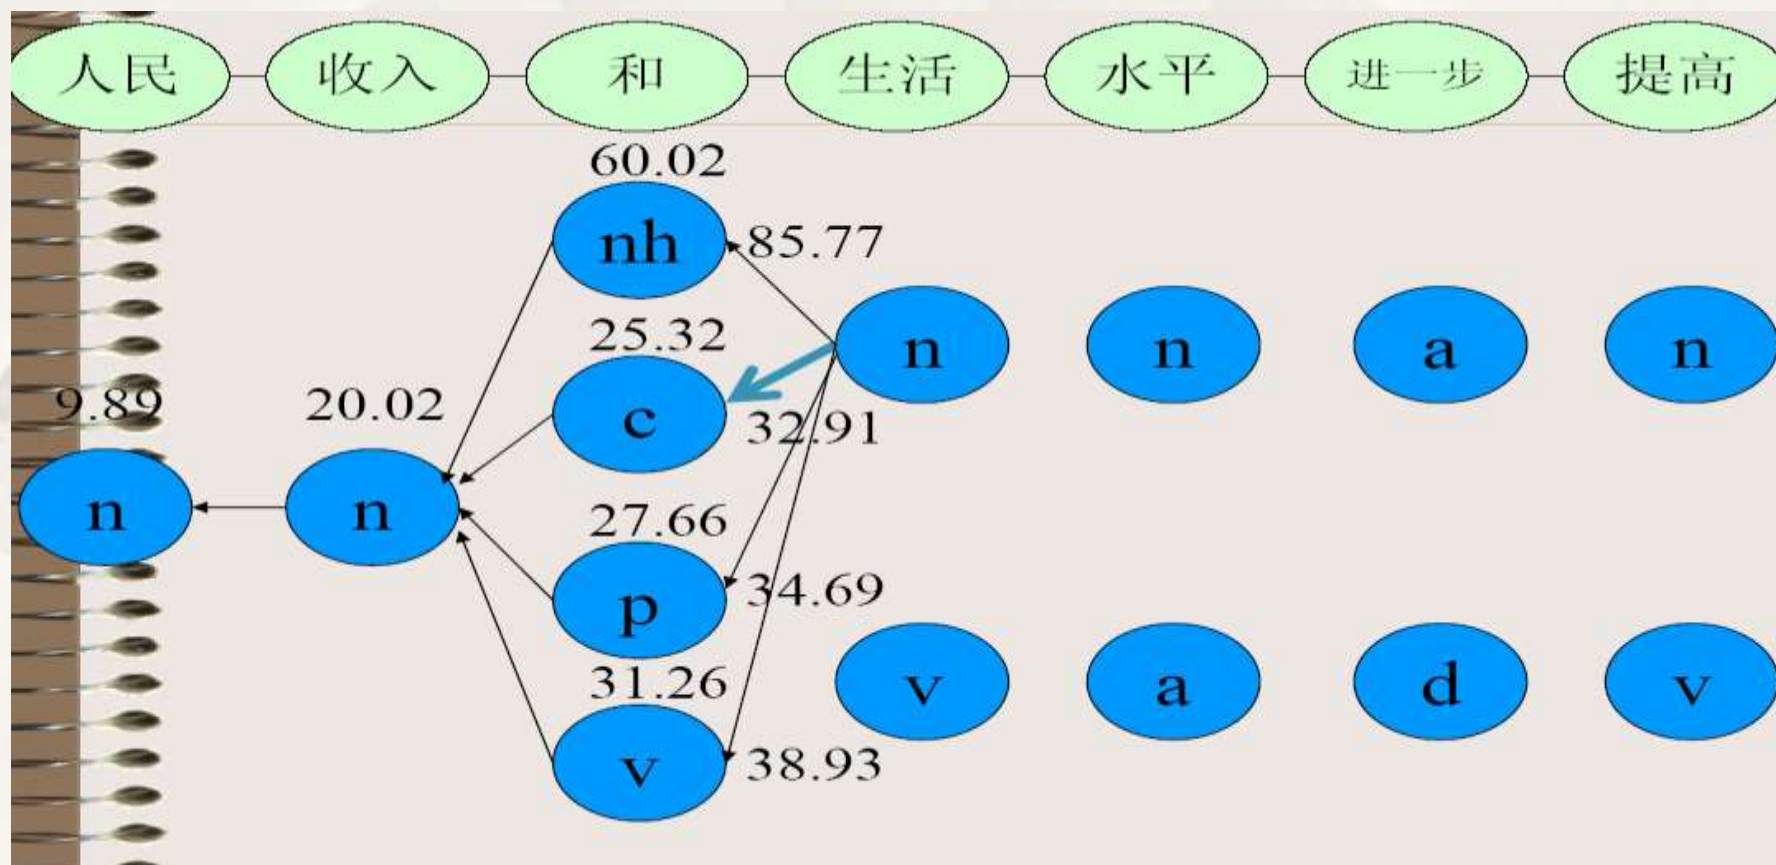 人民 收入 和 生活 水平 进一步 提高
60.02
nh 85.77
25.32
n n a n
9.89 20.02
c 32.91
n n
27.66
p 34.69
31.26
v a d v
v 38.93